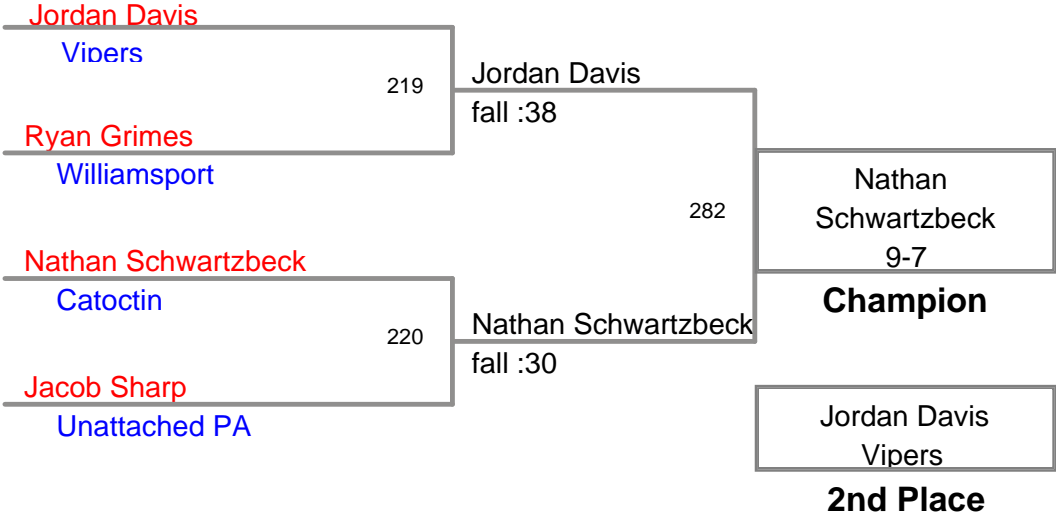 Jordan Davis
Vipers
219
Jordan Davis
fall :38
Ryan Grimes
Williamsport
282
Nathan
Schwartzbeck
9-7
Champion
Nathan Schwartzbeck
Catoctin
220
Nathan Schwartzbeck
fall :30
Jacob Sharp
Unattached PA
Jordan Davis
Vipers
2nd Place